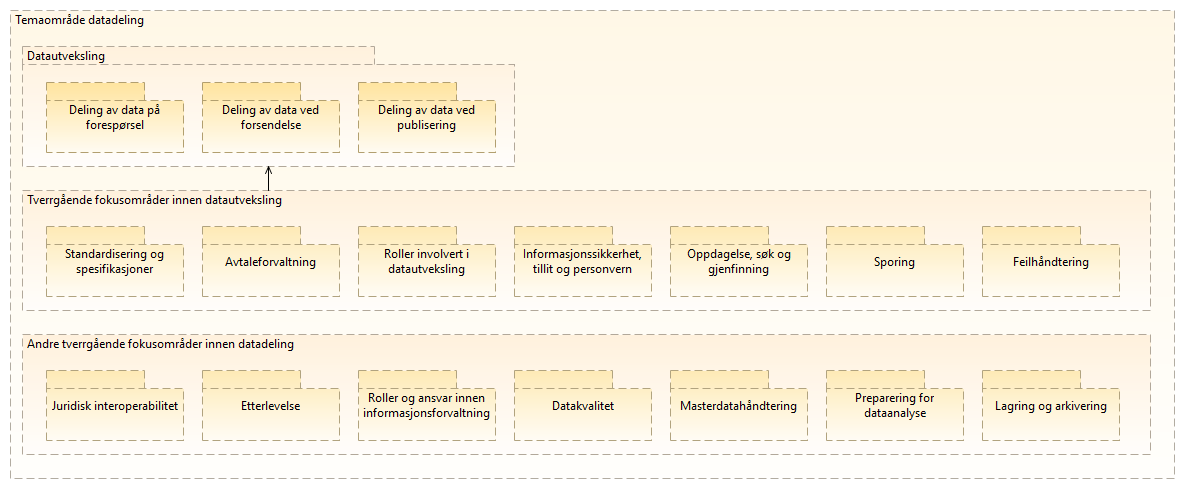 Temaområde datadeling
Datautveksling
Deling av data på
forespørsel
Deling av data ved
forsendelse
Deling av data ved
publisering
Tverrgående fokusområder innen datautveksling
Standardisering og
spesifikasjoner
Avtaleforvaltning
Roller involvert i
datautveksling
Informasjonssikkerhet,
tillit og personvern
Oppdagelse, søk og
gjenfinning
Sporing
Feilhåndtering
Andre tverrgående fokusområder innen datadeling
Juridisk interoperabilitet
Etterlevelse
Roller og ansvar innen
informasjonsforvaltning
Datakvalitet
Masterdatahåndtering
Preparering for
dataanalyse
Lagring og arkivering